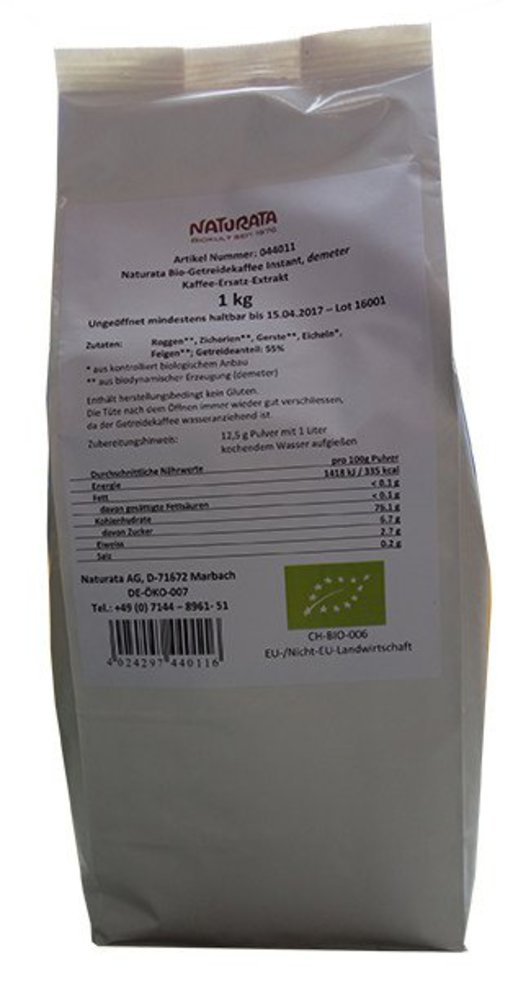 NATURATA
BIOKULT SEIT 1976
Artikel Nummer: 044011
Naturata Bio-Getreidekaffee Instant, demeter
Kaffee-Ersatz-Extrakt
1 kg
Ungeöffnet mindestens haltbar bis 15.04.2017 – Lot 16001
Zutaten: Roggen**, Zichorien**, Gerste**, Eicheln*,
Feigen**; Getreideanteil: 55%
* aus kontrolliert biologischem Anbau
** aus biodynamischer Erzeugung (demeter)
Enthält herstellungsbedingt kein Gluten.
Die Tüte nach dem Öffnen immer wieder gut verschliessen,
da der Getreidekaffee wasseranziehend ist.
Zubereitungshinweis: 12,5 g Pulver mit 1 Liter
kochendem Wasser aufgießen
Durchschnittliche Nährwerte pro 100g Pulver
Energie 1418 kJ / 335 kcal
Fett < 0.1 g
davon gesättigte Fettsäuren < 0.1 g
Kohlenhydrate 76.1 g
davon Zucker 6.7 g
Eiweiss 2.7 g
Salz 0.2 g
Naturata AG, D-71672 Marbach
DE-ÖKO-007
Tel.: +49 (0) 7144 – 8961- 51
4 024297 440116
CH-BIO-006
EU-/Nicht-EU-Landwirtschaft